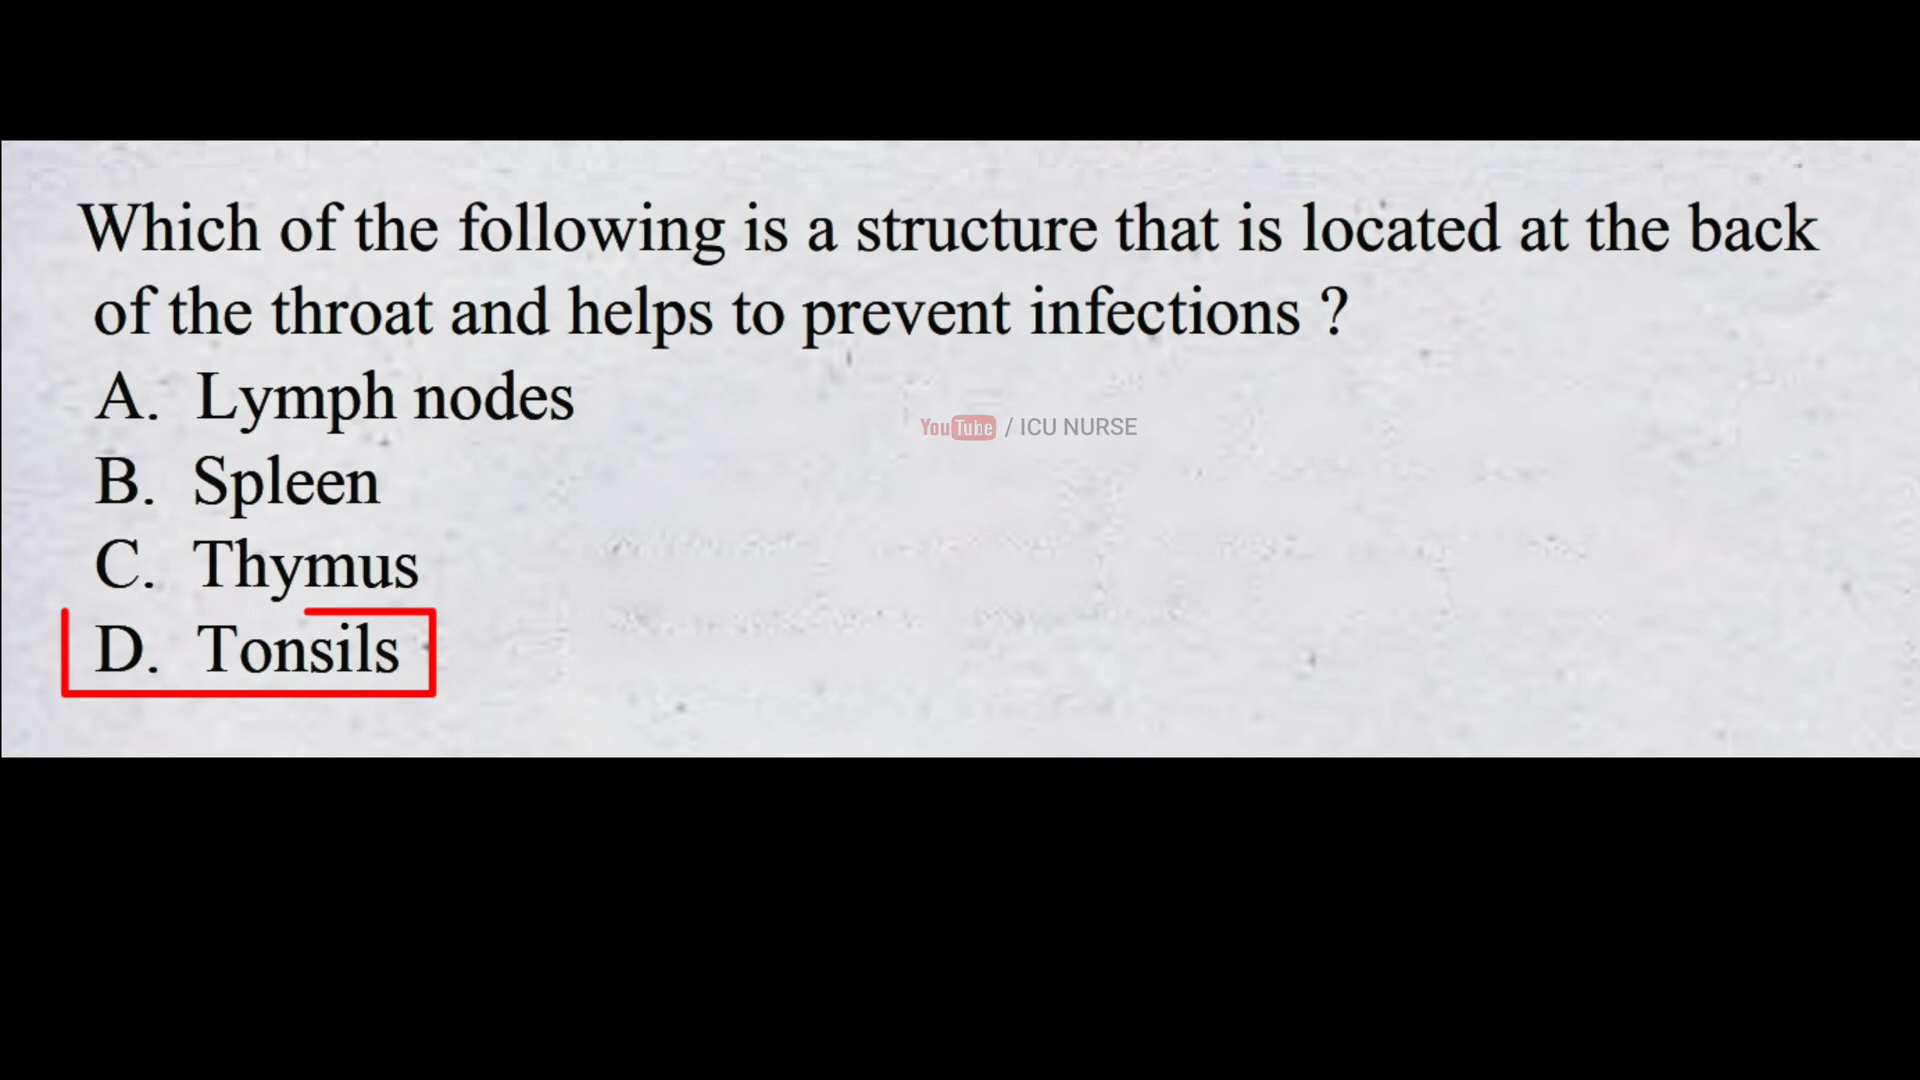 Which of the following is a structure that is located at the back
of the throat and helps to prevent infections ?
A. Lymph nodes
YouTube / ICU NURSE
B. Spleen
C. Thymus
D. Tonsils